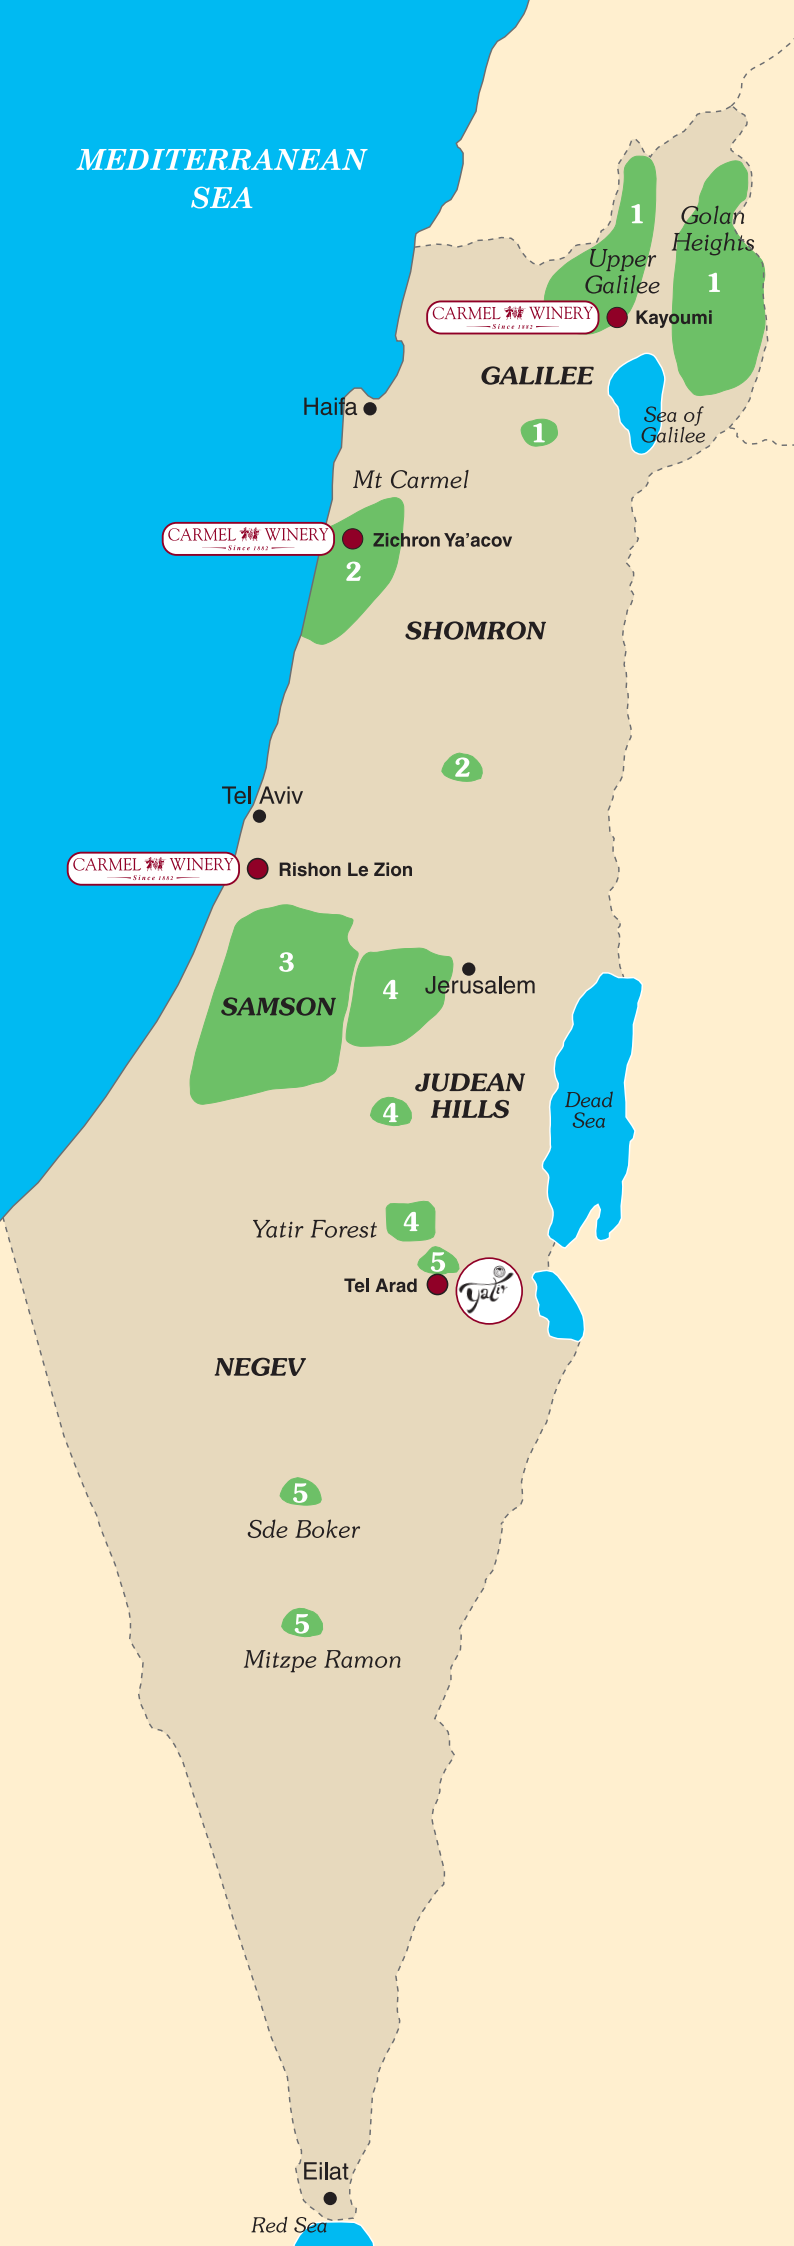 MEDITERRANEAN
SEA
1
Golan
Heights
Upper
Galilee
1
CARMEL WINERY
Since 1882
Kayoumi
GALILEE
Haifa
Sea of
Galilee
1
Mt Carmel
CARMEL WINERY
Since 1882
Zichron Ya’acov
2
SHOMRON
2
Tel Aviv
CARMEL WINERY
Since 1882
Rishon Le Zion
3
SAMSON
4
Jerusalem
JUDEAN
HILLS
4
Dead
Sea
Yatir Forest
4
5
Tel Arad
Yatir
NEGEV
5
Sde Boker
5
Mitzpe Ramon
Eilat
Red Sea